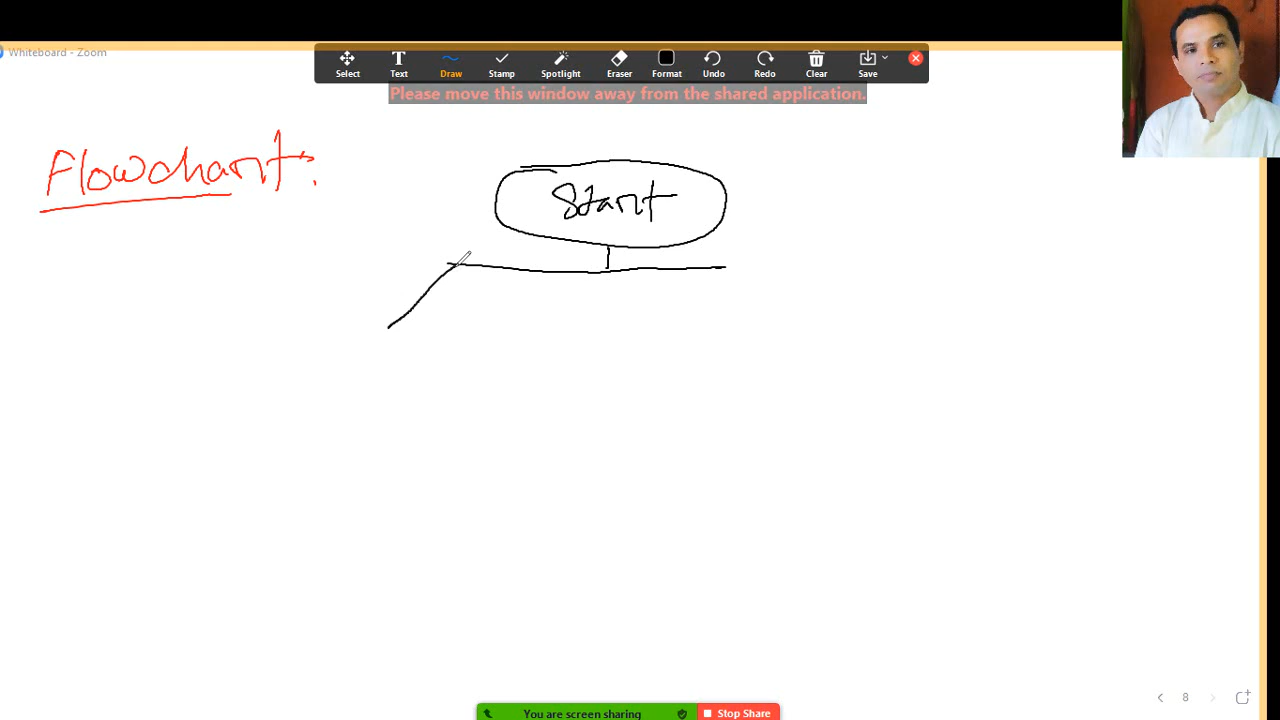 Whiteboard - Zoom
Select Text Draw Stamp Spotlight Eraser Format Undo Redo Clear Save
Please move this window away from the shared application.
Flowchart:
Start
8
You are screen sharing Stop Share